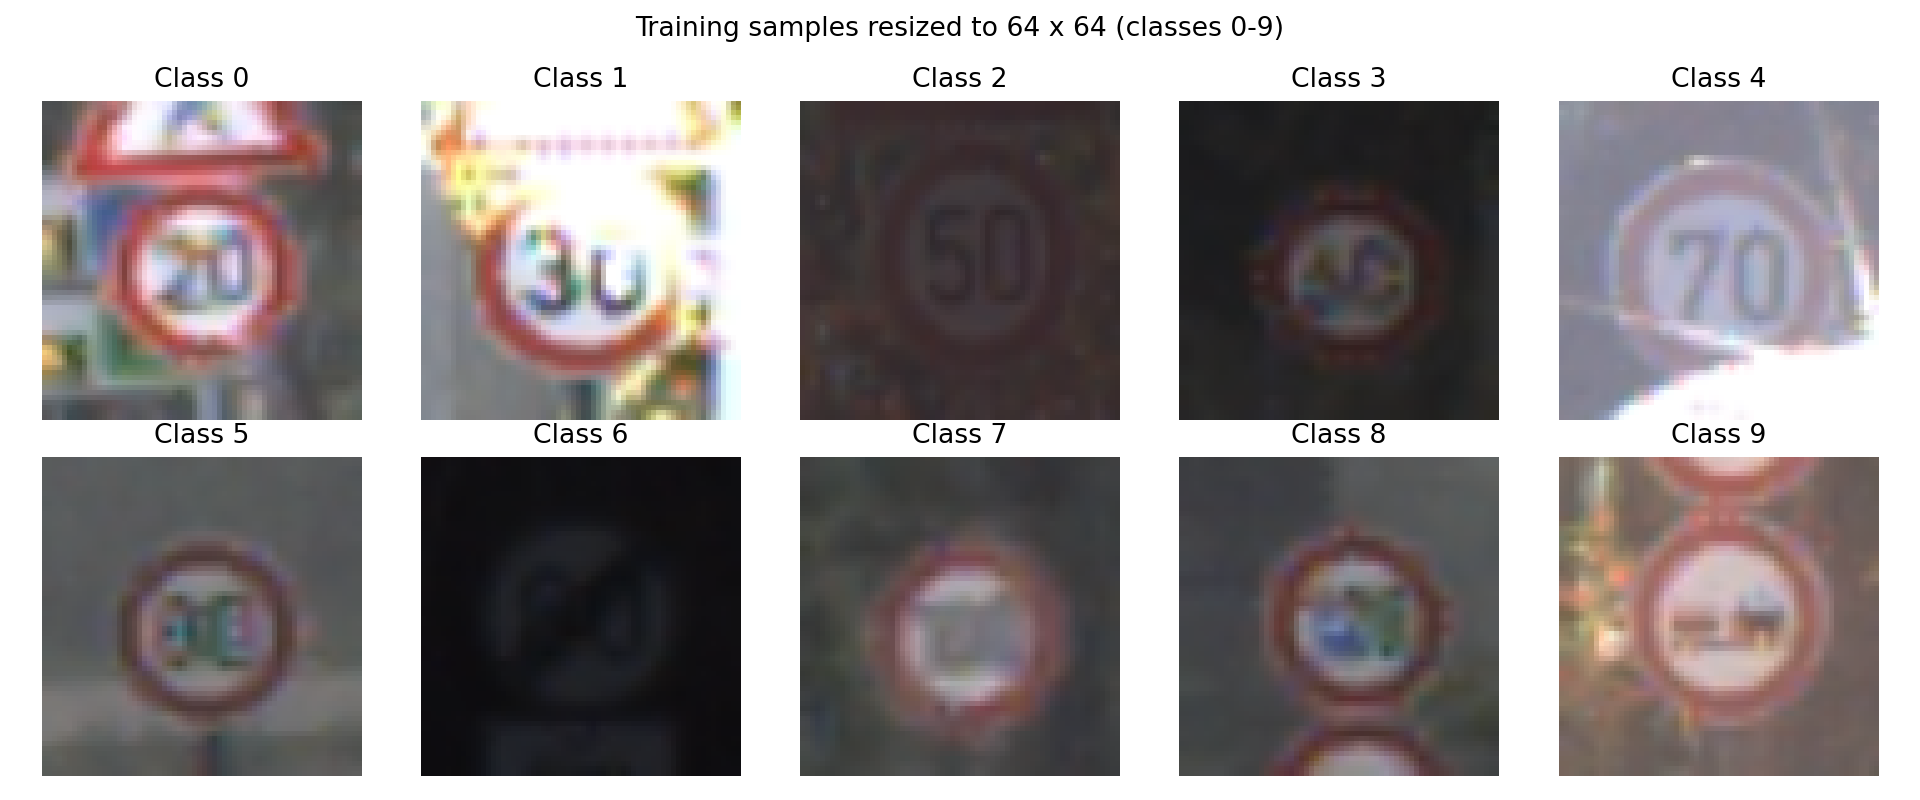 Training samples resized to 64 x 64 (classes 0-9)
Class 0
Class 1
Class 2
Class 3
Class 4
20
30
50
70
Class 5
Class 6
Class 7
Class 8
Class 9